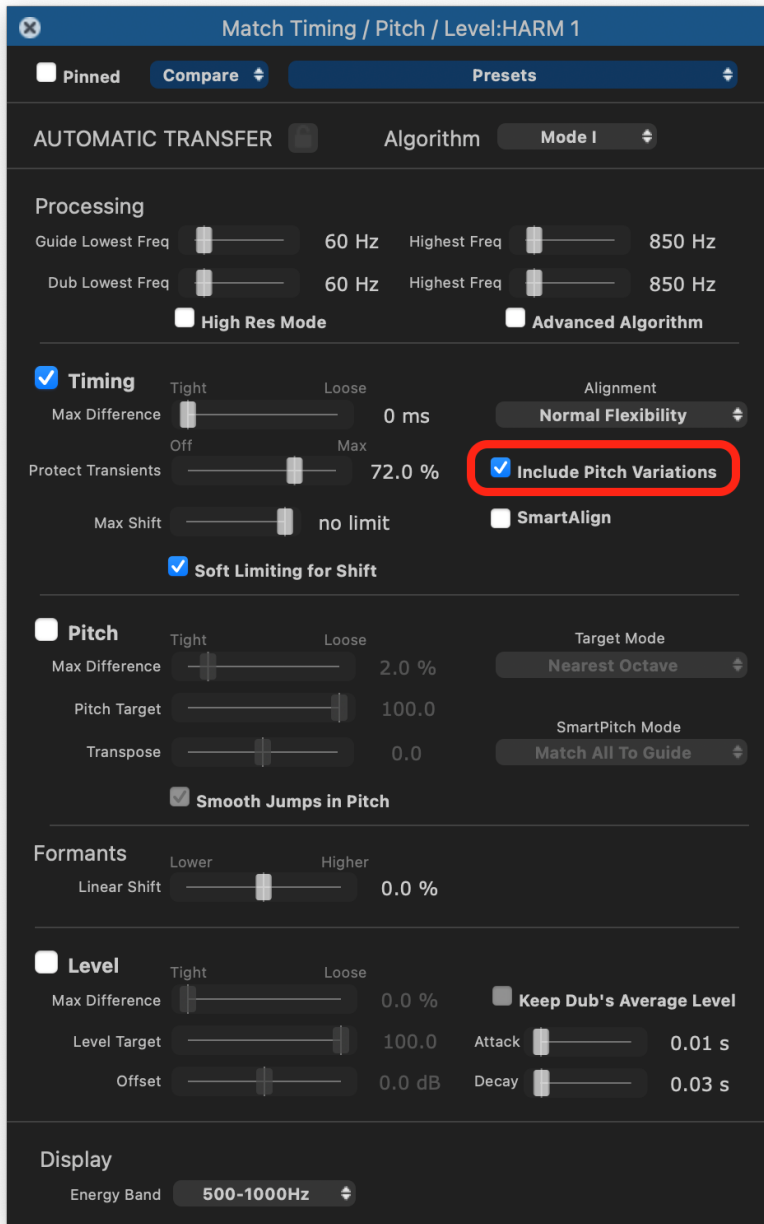 Match Timing / Pitch / Level:HARM 1
Pinned Compare Presets
AUTOMATIC TRANSFER Algorithm Mode I
Processing
Guide Lowest Freq 60 Hz Highest Freq 850 Hz
Dub Lowest Freq 60 Hz Highest Freq 850 Hz
High Res Mode Advanced Algorithm
Timing Tight Loose Alignment
Max Difference 0 ms Normal Flexibility
Off Max
Protect Transients 72.0 % Include Pitch Variations
Max Shift no limit SmartAlign
Soft Limiting for Shift
Pitch Tight Loose Target Mode
Max Difference 2.0 % Nearest Octave
Pitch Target 100.0
SmartPitch Mode
Transpose 0.0 Match All To Guide
Smooth Jumps in Pitch
Formants Lower Higher
Linear Shift 0.0 %
Level Tight Loose
Max Difference 0.0 % Keep Dub's Average Level
Level Target 100.0 Attack 0.01 s
Offset 0.0 dB Decay 0.03 s
Display
Energy Band 500-1000Hz